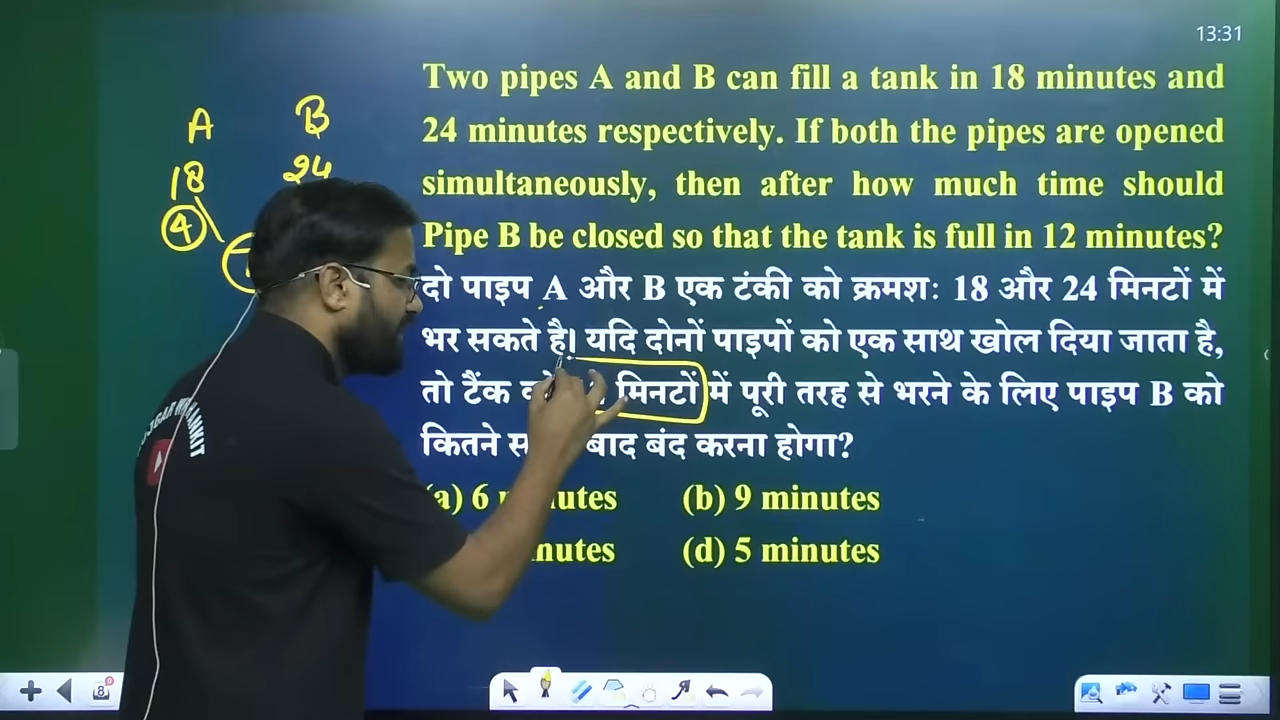 13:31
Two pipes A and B can fill a tank in 18 minutes and
24 minutes respectively. If both the pipes are opened
simultaneously, then after how much time should
Pipe B be closed so that the tank is full in 12 minutes?
दो पाइप A और B एक टंकी को क्रमशः 18 और 24 मिनटों में
भर सकते है। यदि दोनों पाइपों को एक साथ खोल दिया जाता है,
तो टैंक मिनटों में पूरी तरह से भरने के लिए पाइप B को
कितने बाद बंद करना होगा?
(a) 6 (b) 9 minutes
(d) 5 minutes
A B
18 24
4